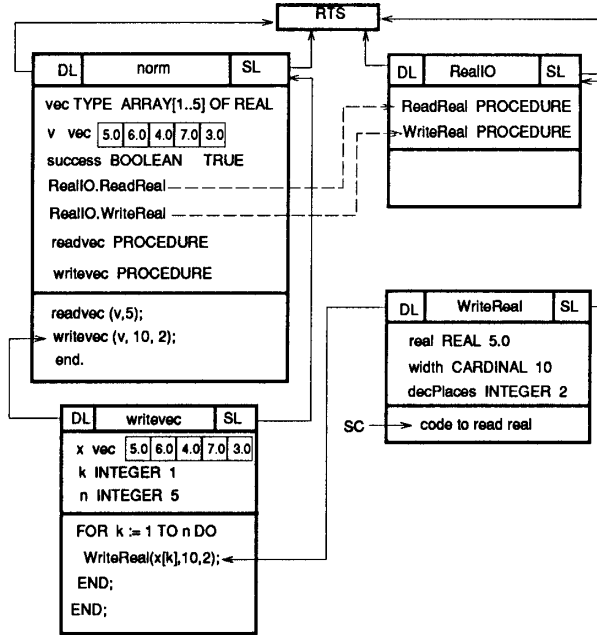 RTS
DL norm SL
vec TYPE ARRAY[1..5] OF REAL
v vec 5.0 6.0 4.0 7.0 3.0
success BOOLEAN TRUE
RealIO.ReadReal
RealIO.WriteReal
readvec PROCEDURE
writevec PROCEDURE
readvec (v,5);
writevec (v, 10, 2);
end.
DL RealIO SL
ReadReal PROCEDURE
WriteReal PROCEDURE
DL WriteReal SL
real REAL 5.0
width CARDINAL 10
decPlaces INTEGER 2
SC code to read real
DL writevec SL
x vec 5.0 6.0 4.0 7.0 3.0
k INTEGER 1
n INTEGER 5
FOR k := 1 TO n DO
WriteReal(x[k],10,2);
END;
END;